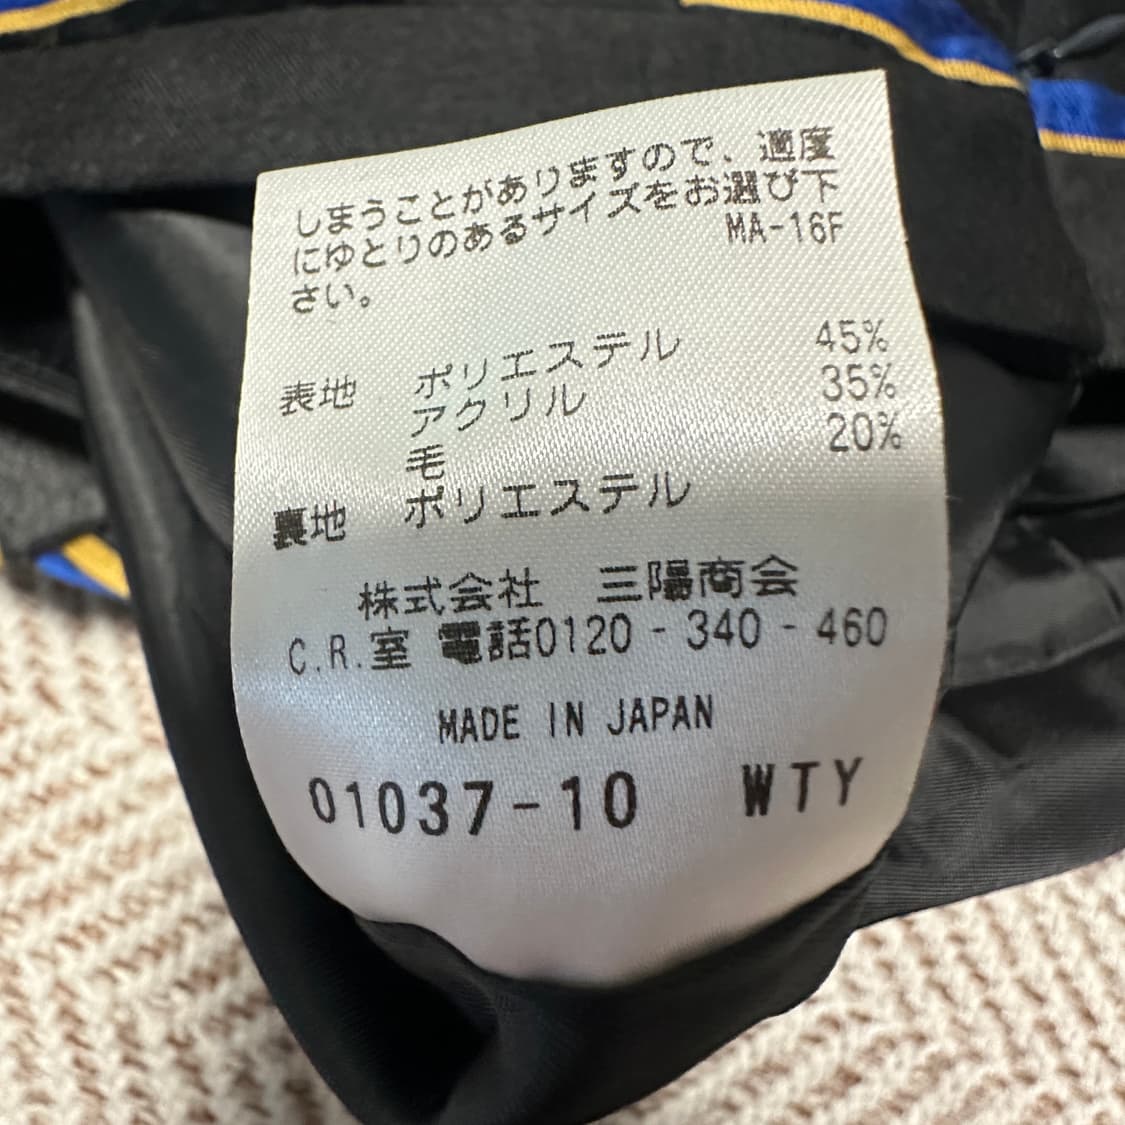 しまうことがありますので、適度
にゆとりのあるサイズをお選び下
さい。 MA-16F
表地 ポリエステル 45%
アクリル 35%
毛 20%
裏地 ポリエステル
株式会社 三陽商会
C.R.室 電話0120-340-460
MADE IN JAPAN
01037-10 WTY